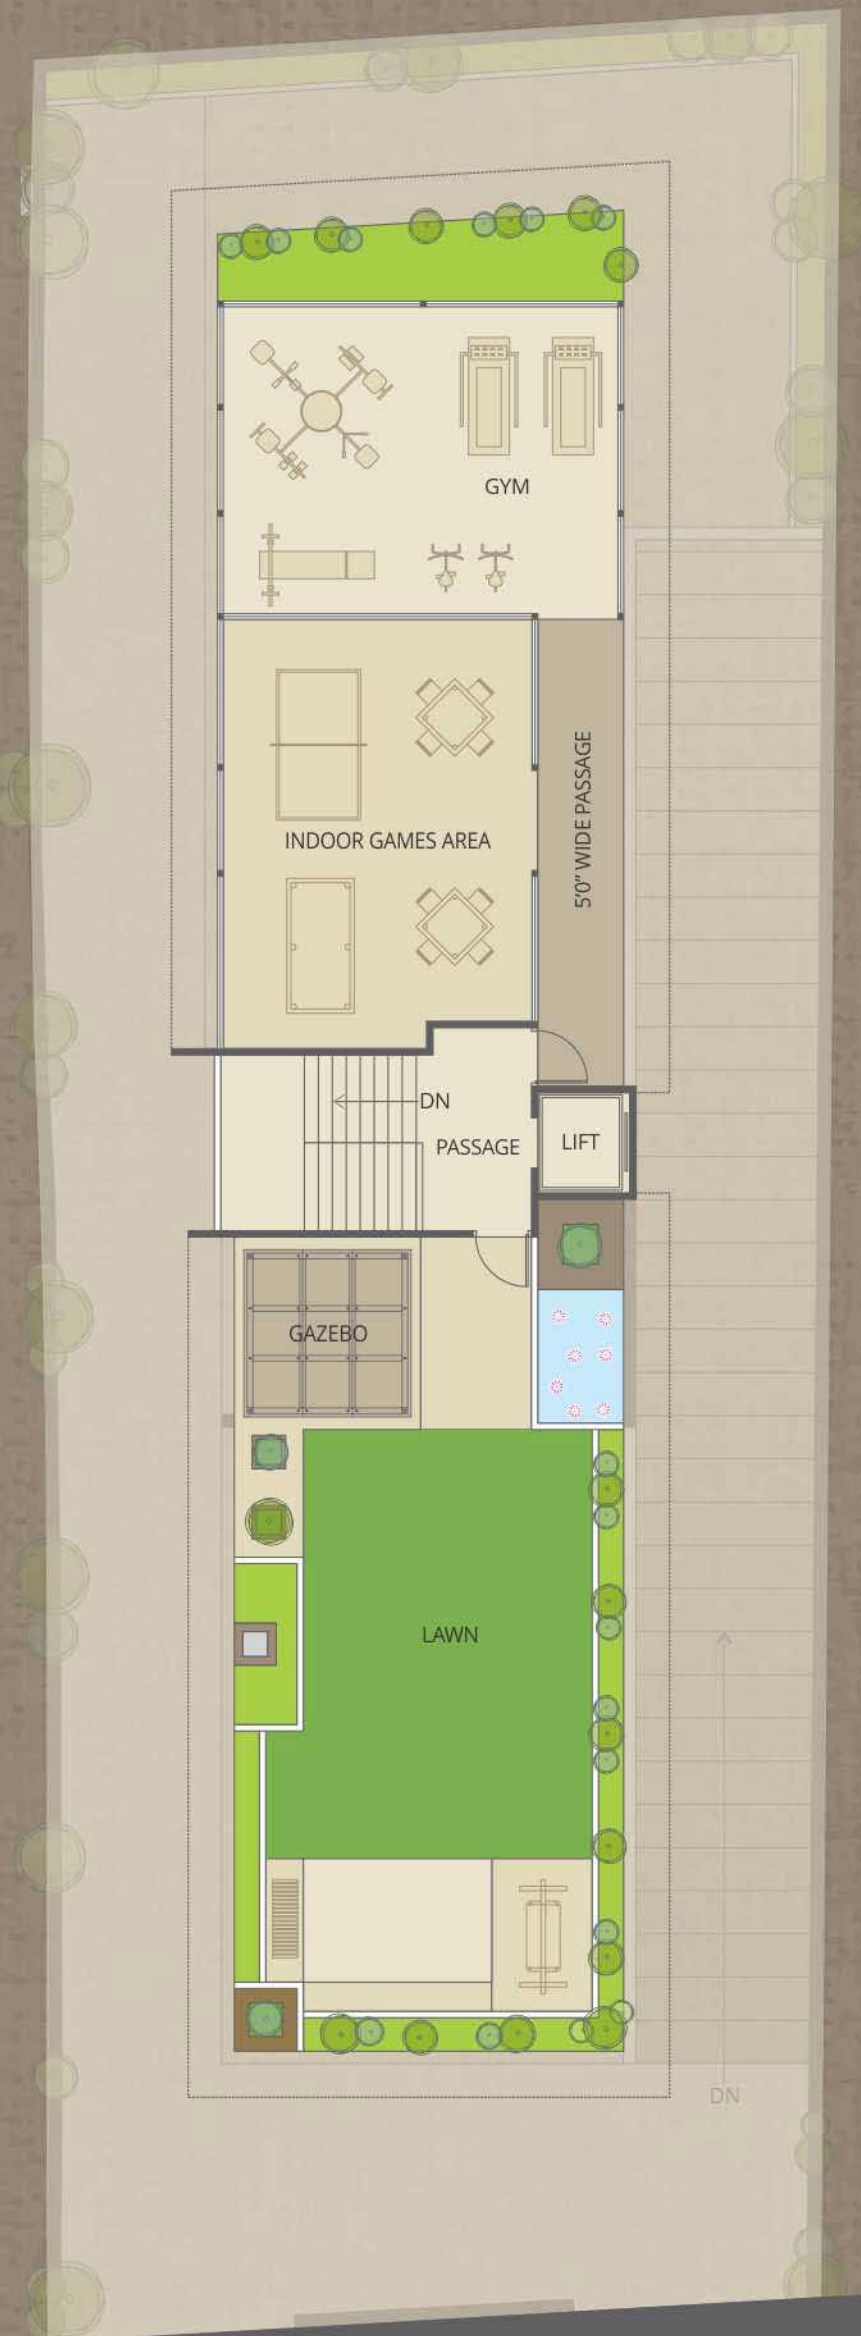 GYM
5'0" WIDE PASSAGE
INDOOR GAMES AREA
DN
PASSAGE
LIFT
GAZEBO
LAWN
DN